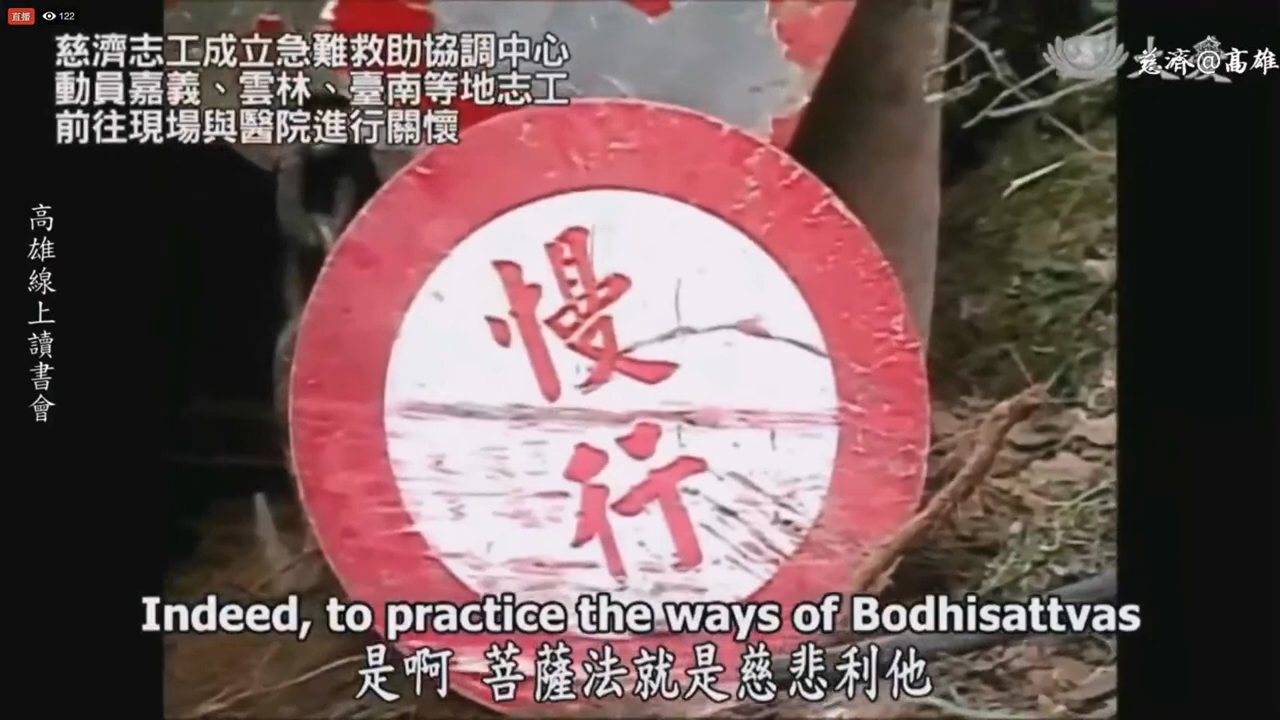 直播 122
慈濟志工成立急難救助協調中心
動員嘉義、雲林、臺南等地志工
前往現場與醫院進行關懷
慈濟@高雄
高雄線上讀書會
慢
行
Indeed, to practice the ways of Bodhisattvas
是啊 菩薩法就是慈悲利他